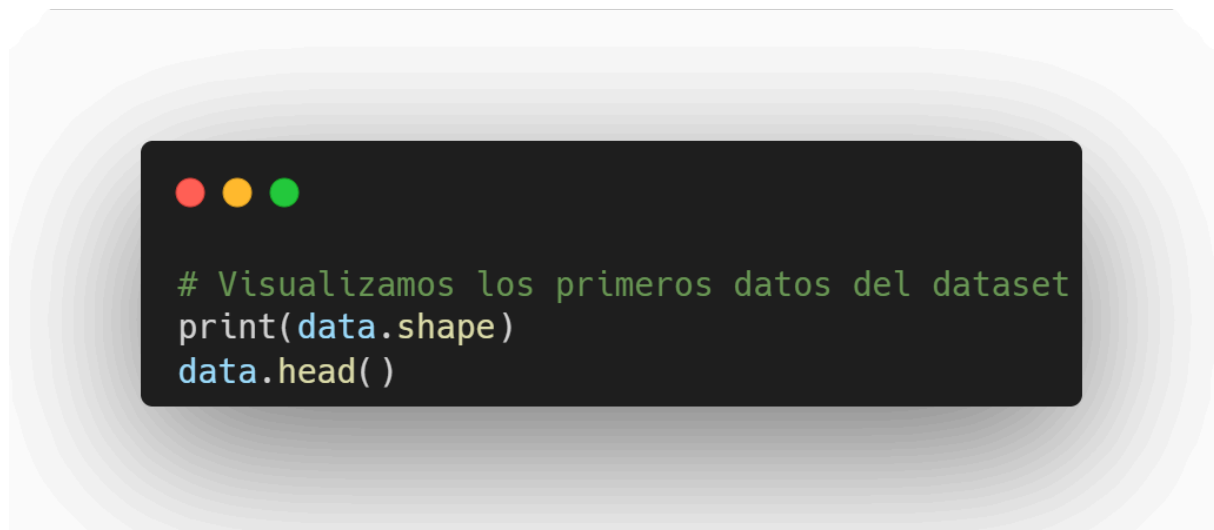 # Visualizamos los primeros datos del dataset
print(data.shape)
data.head()